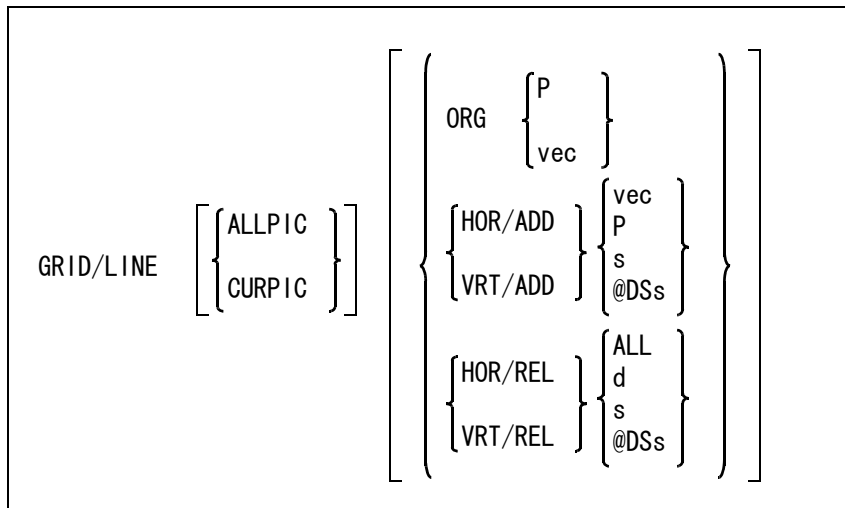 GRID/LINE
ALLPIC
CURPIC
ORG
P
vec
HOR/ADD
VRT/ADD
vec
P
s
@DSs
HOR/REL
VRT/REL
ALL
d
s
@DSs